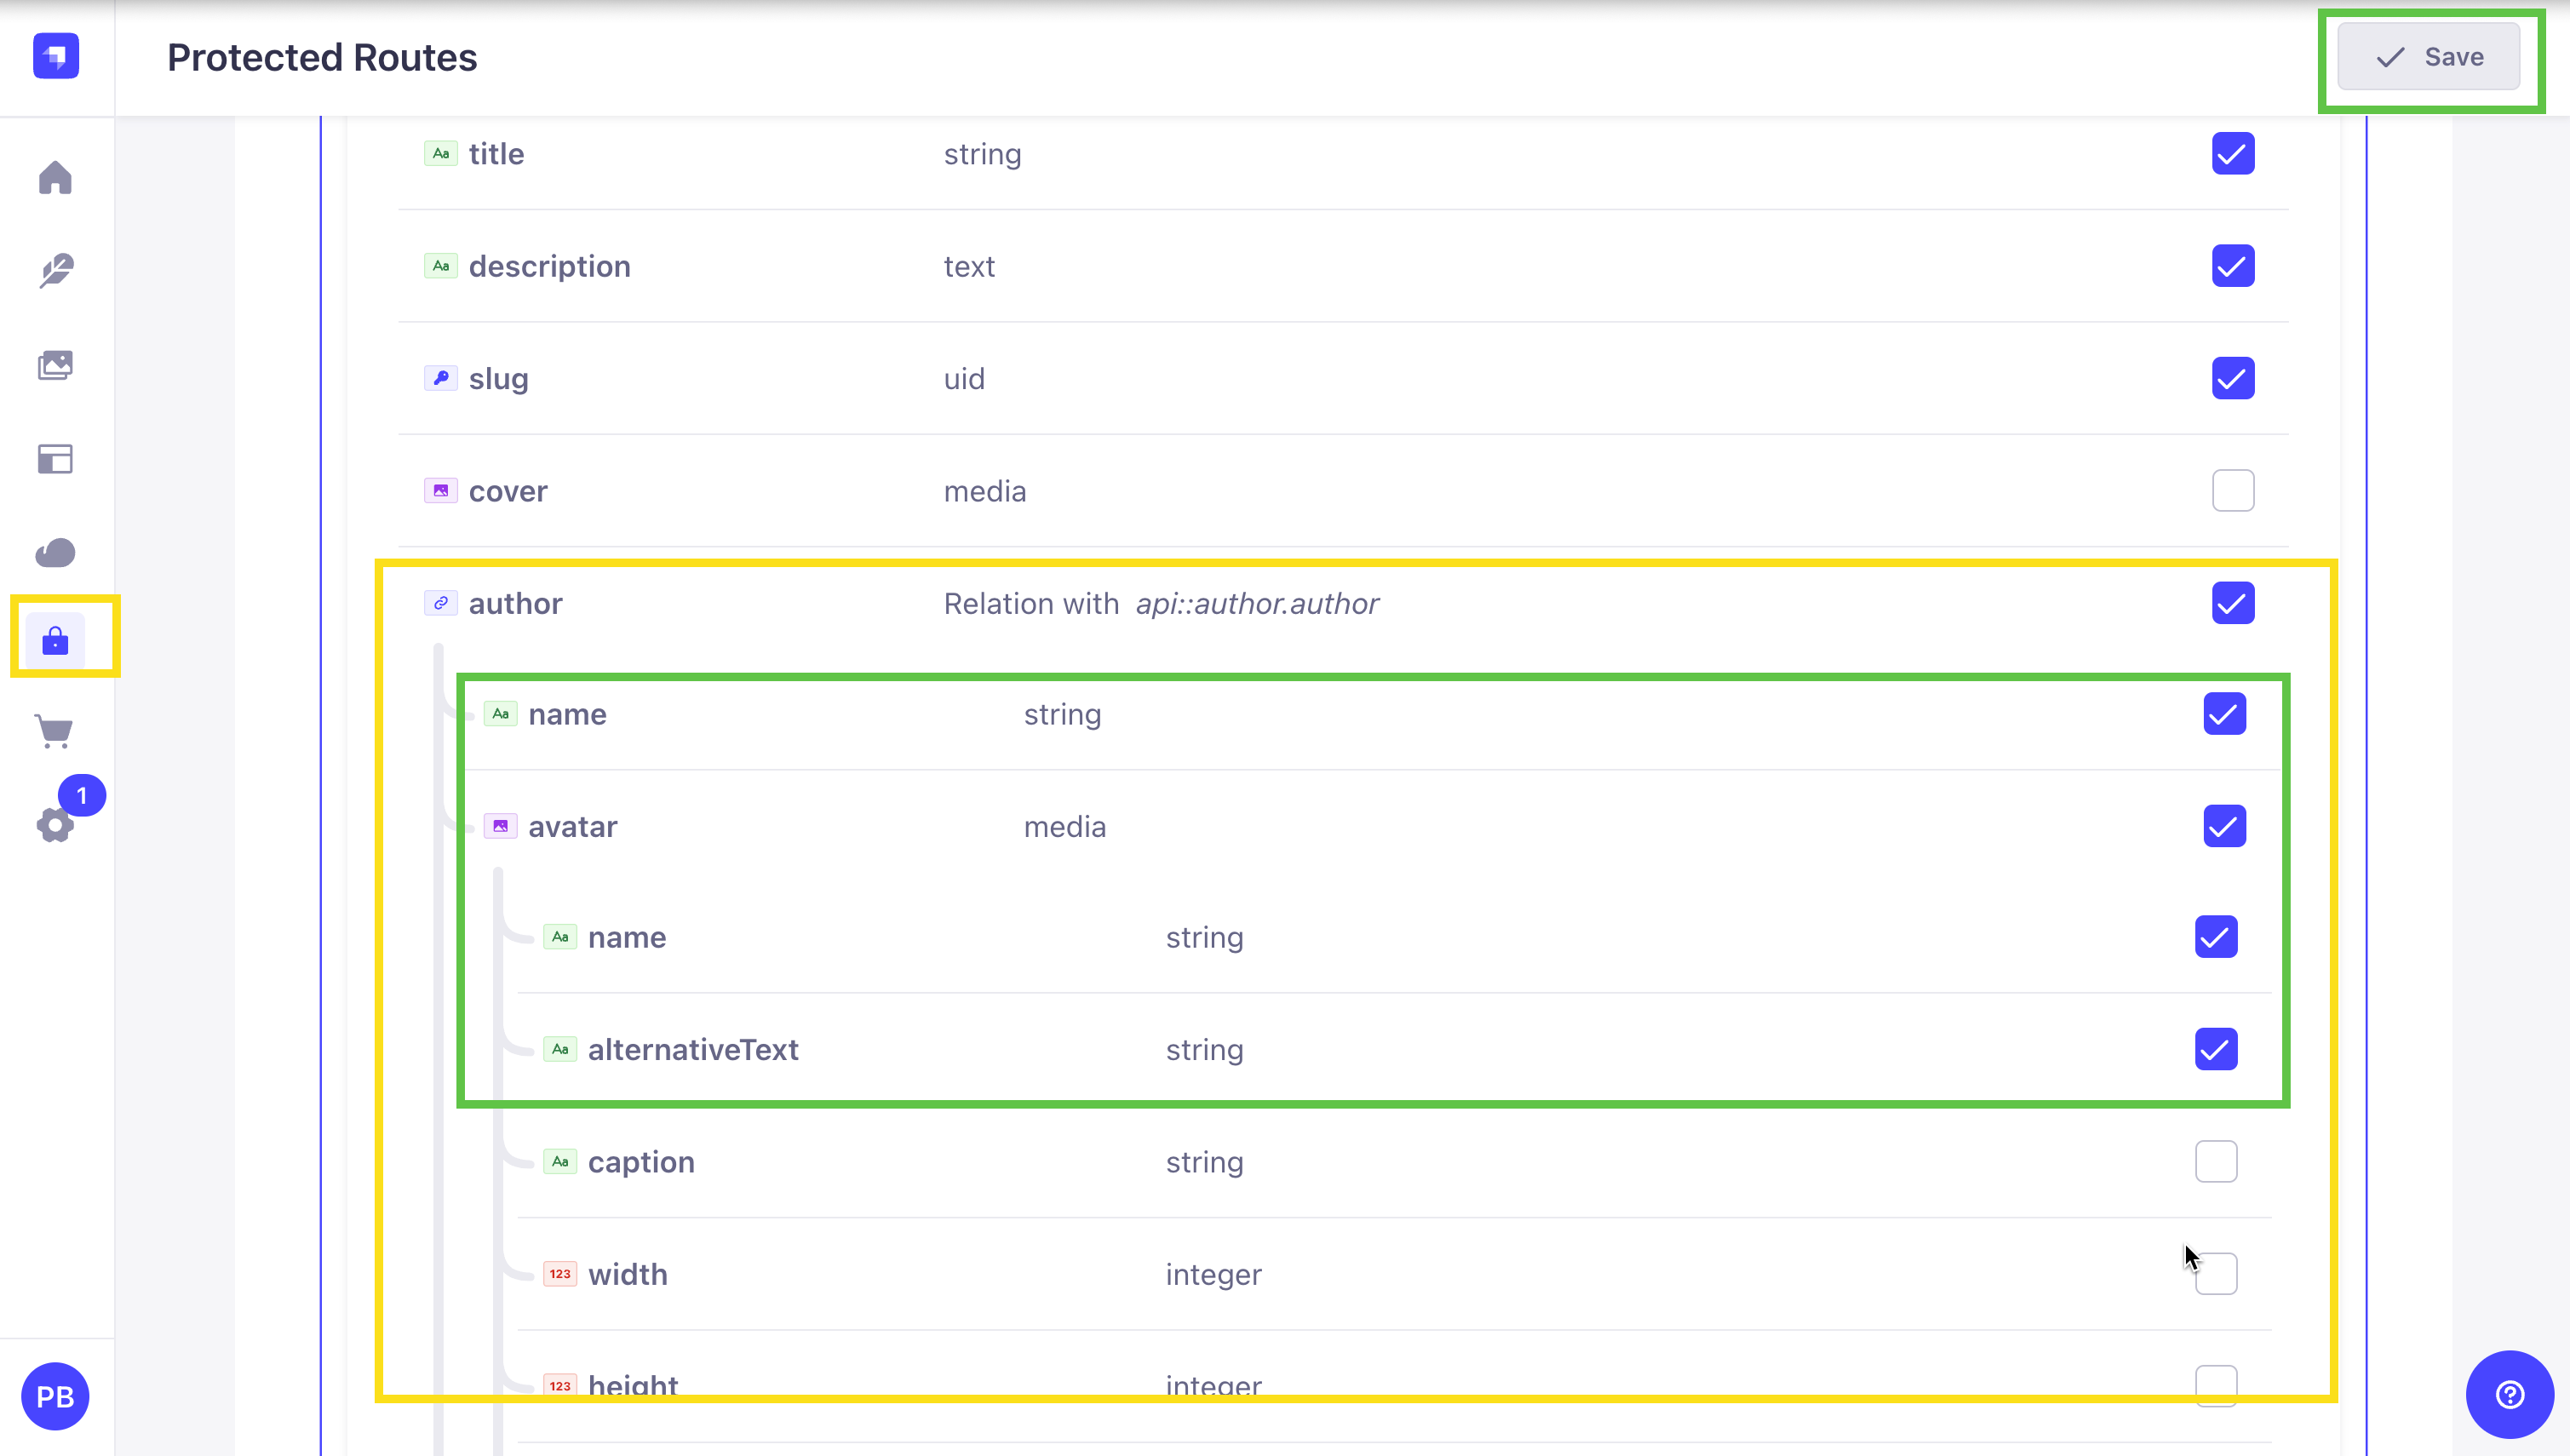 Protected Routes
Save
Aa title string
Aa description text
slug uid
cover media
author Relation with api::author.author
Aa name string
avatar media
Aa name string
Aa alternativeText string
Aa caption string
123 width integer
123 height integer
1
PB